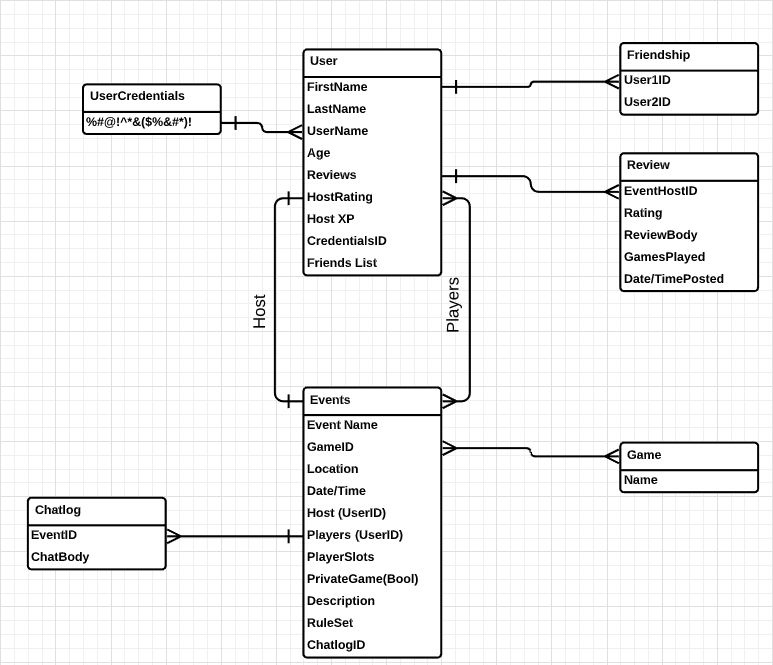 User
FirstName
LastName
UserName
Age
Reviews
HostRating
Host XP
CredentialsID
Friends List
UserCredentials
%#@!^*&($%&#*)!
Friendship
User1ID
User2ID
Review
EventHostID
Rating
ReviewBody
GamesPlayed
Date/TimePosted
Host
Players
Events
Event Name
GameID
Location
Date/Time
Host (UserID)
Players (UserID)
PlayerSlots
PrivateGame(Bool)
Description
RuleSet
ChatlogID
Game
Name
Chatlog
EventID
ChatBody